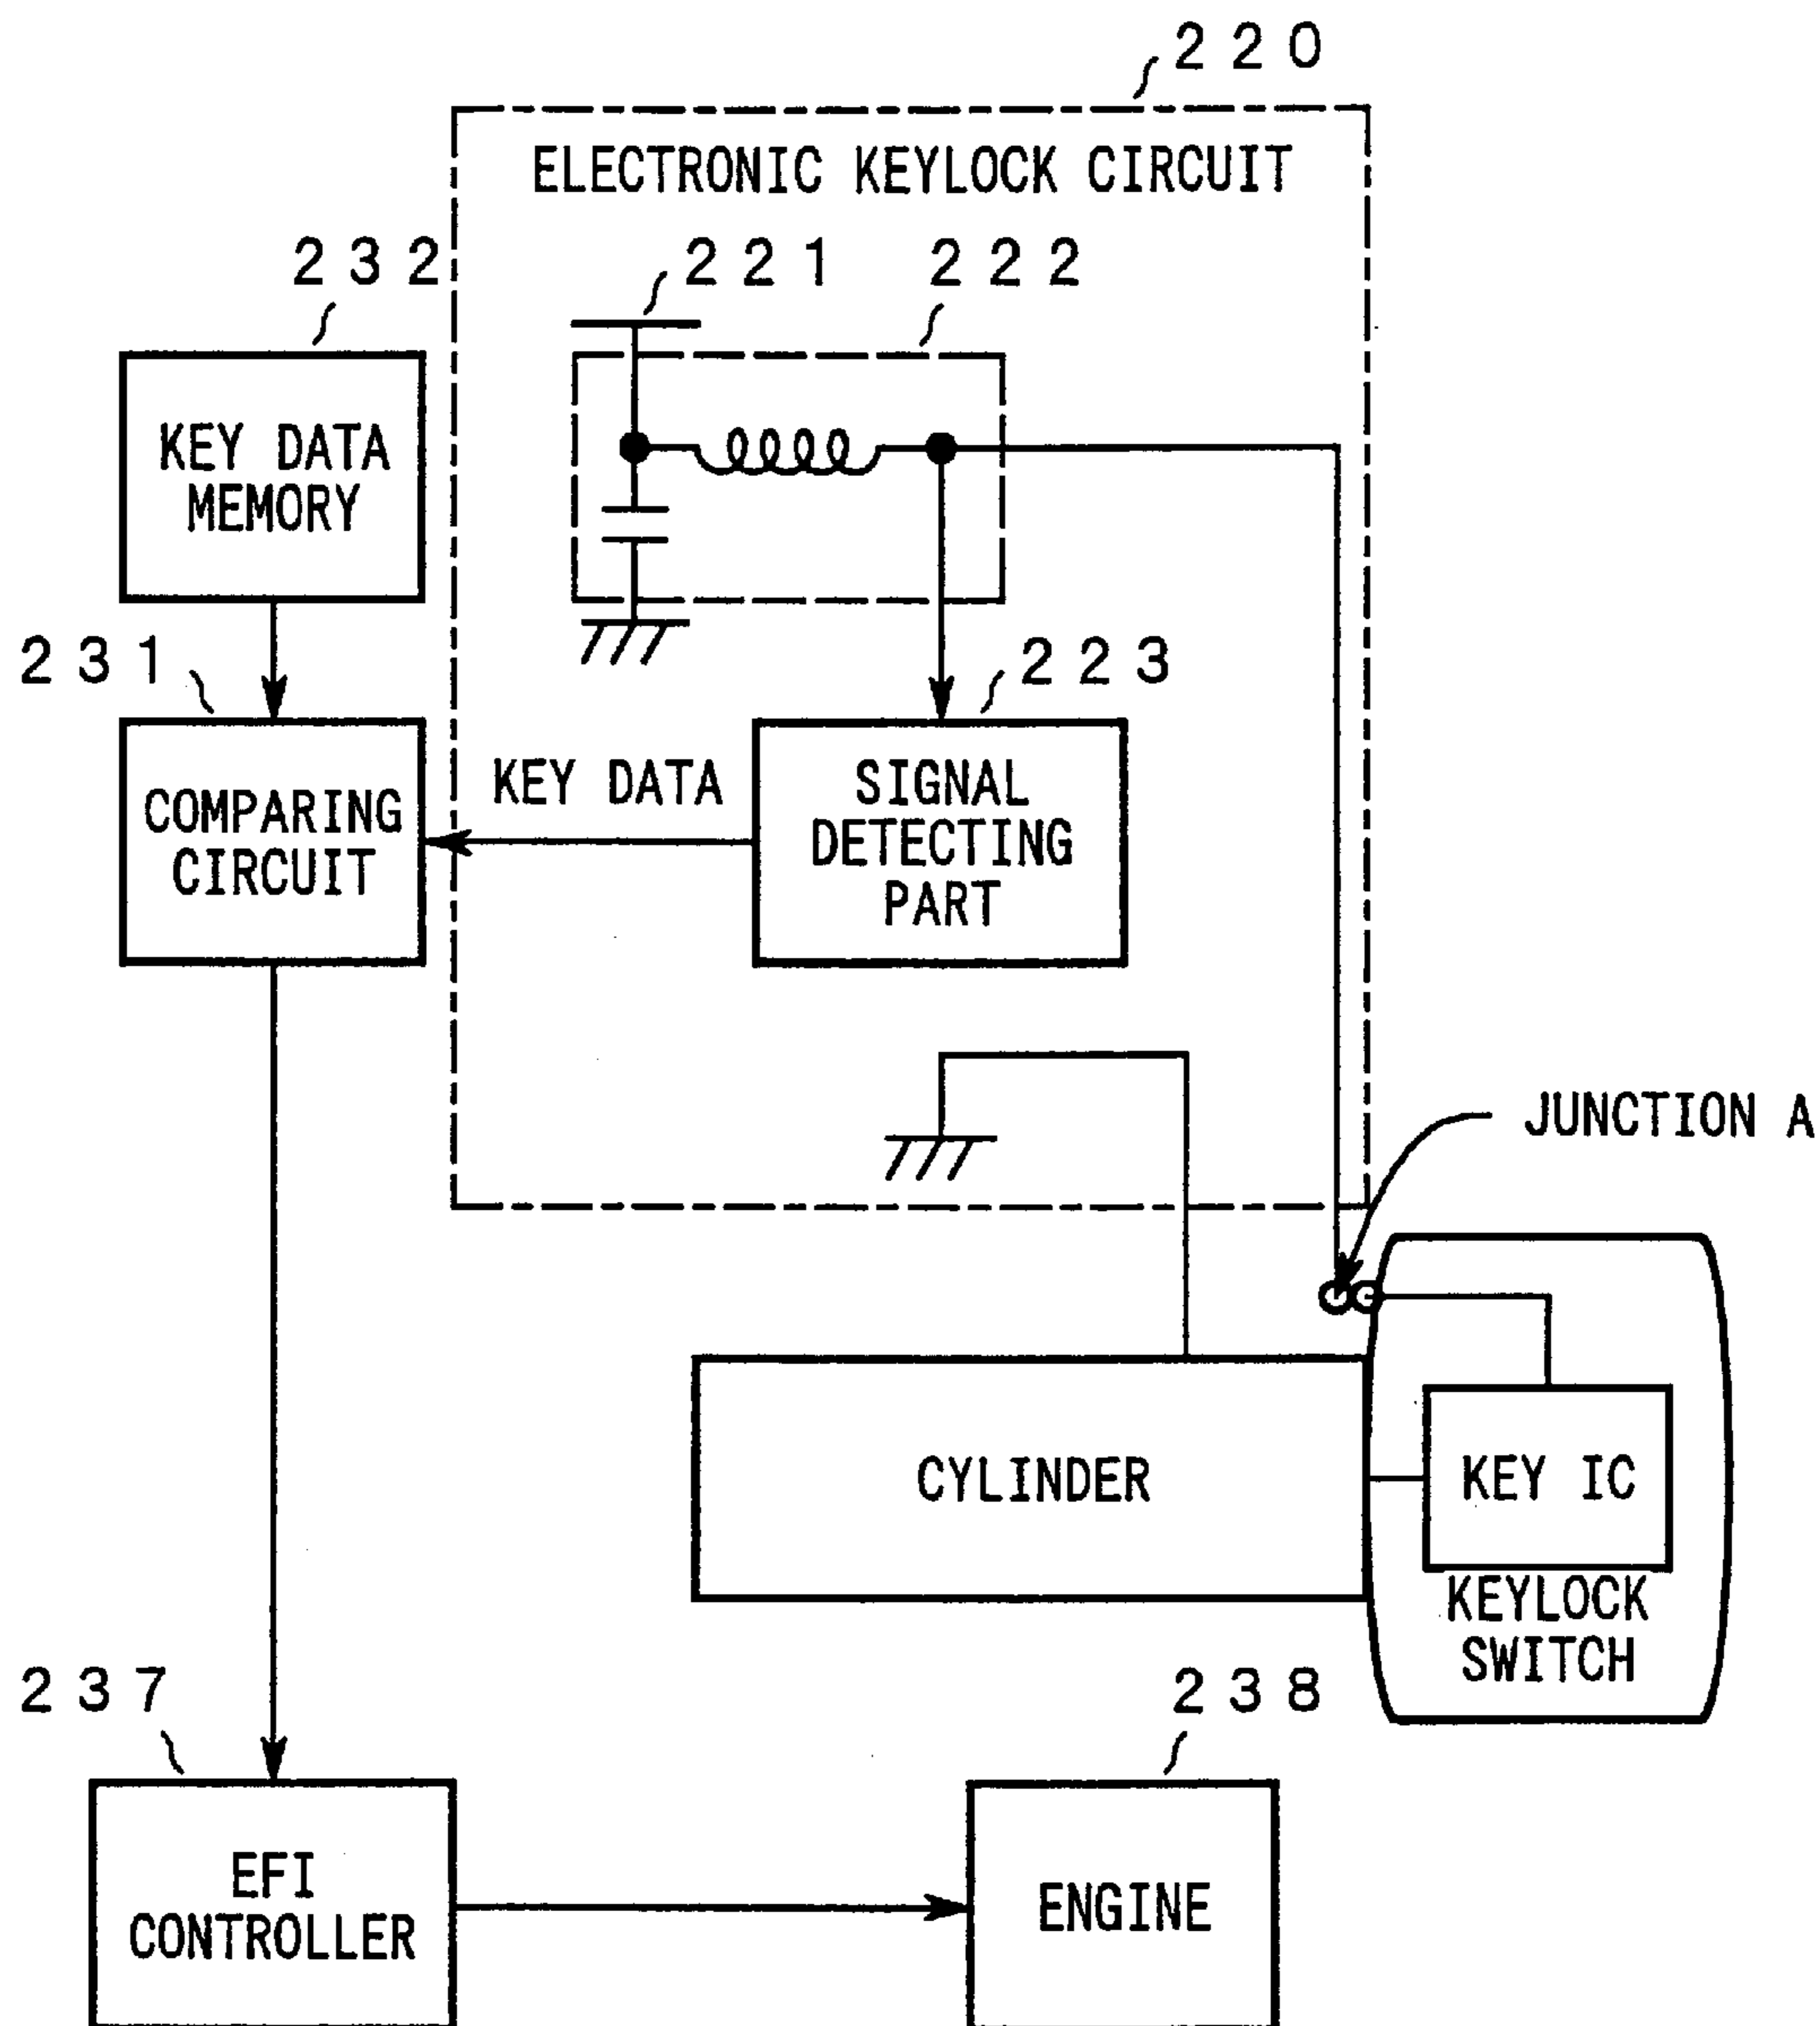 220
ELECTRONIC KEYLOCK CIRCUIT
232
221
222
KEY DATA
MEMORY
231
223
KEY DATA
COMPARING
CIRCUIT
SIGNAL
DETECTING
PART
JUNCTION A
CYLINDER
KEY IC
KEYLOCK
SWITCH
237
238
EFI
CONTROLLER
ENGINE